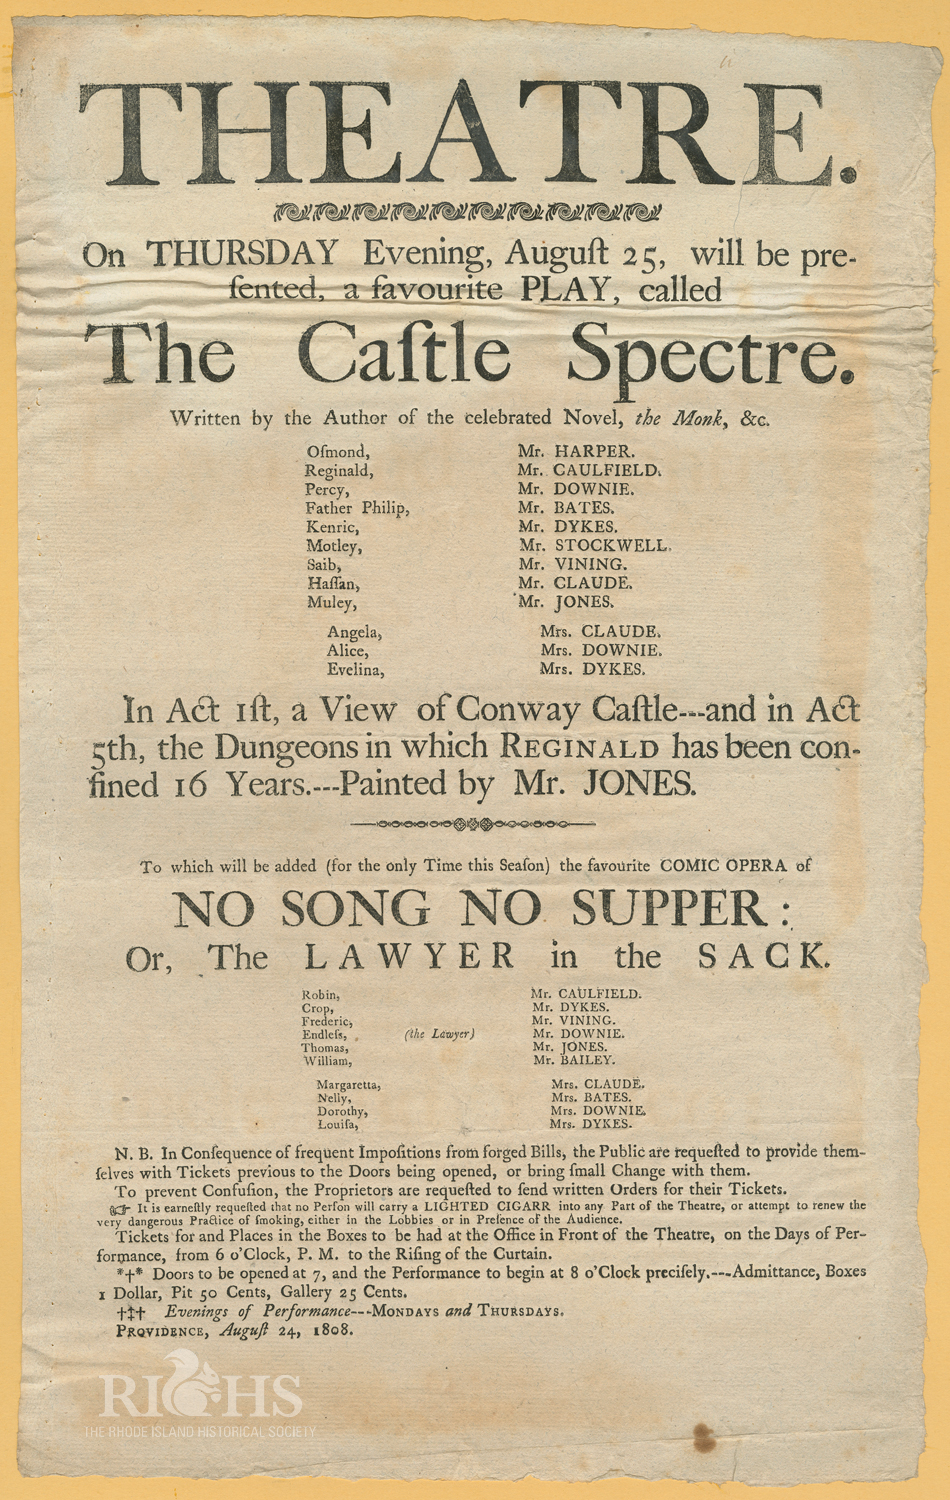 THEATRE.
On THURSDAY Evening, Auguſt 25, will be pre-
ſented, a favourite PLAY, called
The Caſtle Spectre.
Written by the Author of the celebrated Novel, the Monk, &c.
Oſmond, Mr. HARPER.
Reginald, Mr. CAULFIELD.
Percy, Mr. DOWNIE.
Father Philip, Mr. BATES.
Kenric, Mr. DYKES.
Motley, Mr. STOCKWELL.
Saib, Mr. VINING.
Haſſan, Mr. CLAUDE.
Muley, Mr. JONES.
Angela, Mrs. CLAUDE.
Alice, Mrs. DOWNIE.
Evelina, Mrs. DYKES.
In Act 1ſt, a View of Conway Caſtle---and in Act
5th, the Dungeons in which REGINALD has been con-
fined 16 Years.---Painted by Mr. JONES.
To which will be added (for the only Time this Seaſon) the favourite COMIC OPERA of
NO SONG NO SUPPER:
Or, The LAWYER in the SACK.
Robin, Mr. CAULFIELD.
Crop, Mr. DYKES.
Frederic, Mr. VINING.
Endleſs, (the Lawyer) Mr. DOWNIE.
Thomas, Mr. JONES.
William, Mr. BAILEY.
Margaretta, Mrs. CLAUDE.
Nelly, Mrs. BATES.
Dorothy, Mrs. DOWNIE.
Louiſa, Mrs. DYKES.
N. B. In Conſequence of frequent Impoſitions from forged Bills, the Public are requeſted to provide them-
ſelves with Tickets previous to the Doors being opened, or bring ſmall Change with them.
To prevent Confuſion, the Proprietors are requeſted to ſend written Orders for their Tickets.
☞ It is earneſtly requeſted that no Perſon will carry a LIGHTED CIGARR into any Part of the Theatre, or attempt to renew the
very dangerous Practice of ſmoking, either in the Lobbies or in Preſence of the Audience.
Tickets for and Places in the Boxes to be had at the Office in Front of the Theatre, on the Days of Per-
formance, from 6 o'Clock, P. M. to the Riſing of the Curtain.
*†* Doors to be opened at 7, and the Performance to begin at 8 o'Clock preciſely.---Admittance, Boxes
1 Dollar, Pit 50 Cents, Gallery 25 Cents.
†‡† Evenings of Performance---MONDAYS and THURSDAYS.
PROVIDENCE, Auguſt 24, 1808.
RIHS
THE RHODE ISLAND HISTORICAL SOCIETY